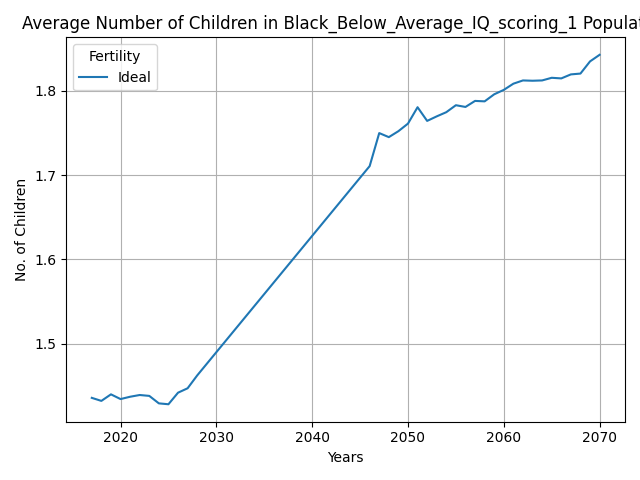 Average Number of Children in Black_Below_Average_IQ_scoring_1 Populat
Fertility
Ideal
No. of Children
1.8
1.7
1.6
1.5
2020 2030 2040 2050 2060 2070
Years